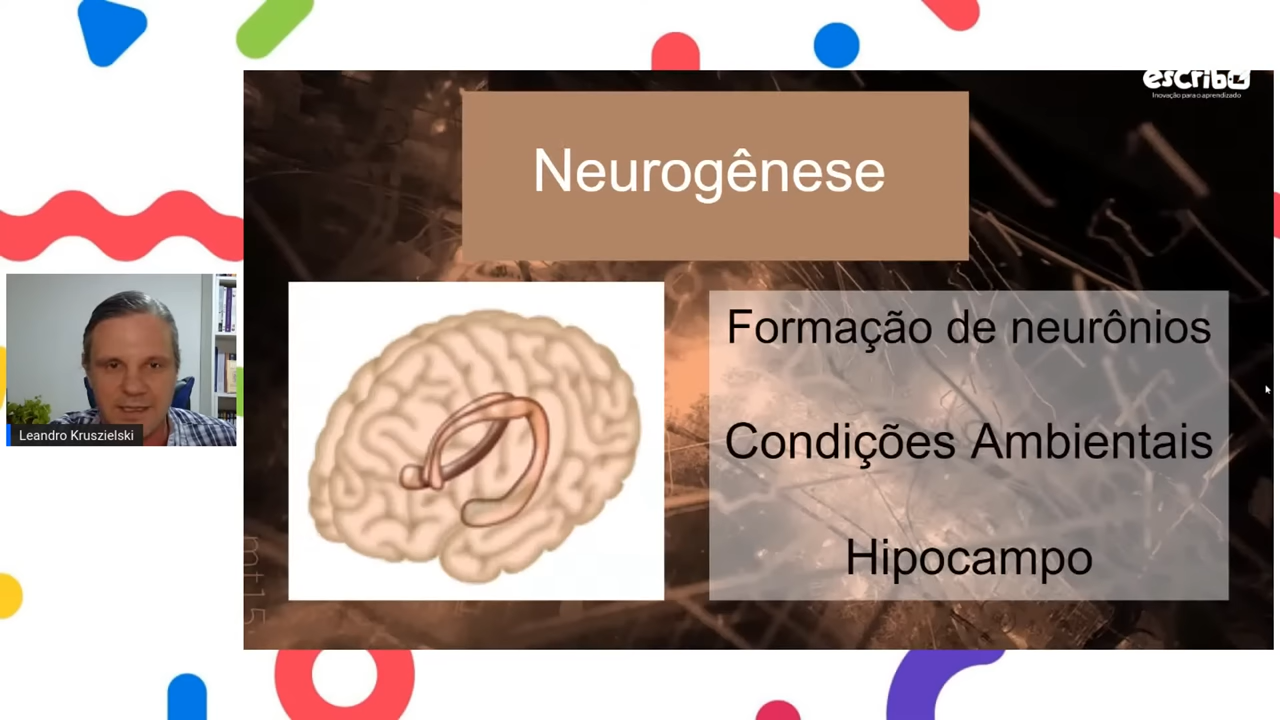 escribo
Inovação para o aprendizado
Neurogênese
Formação de neurônios
Condições Ambientais
Hipocampo
Leandro Kruszielski